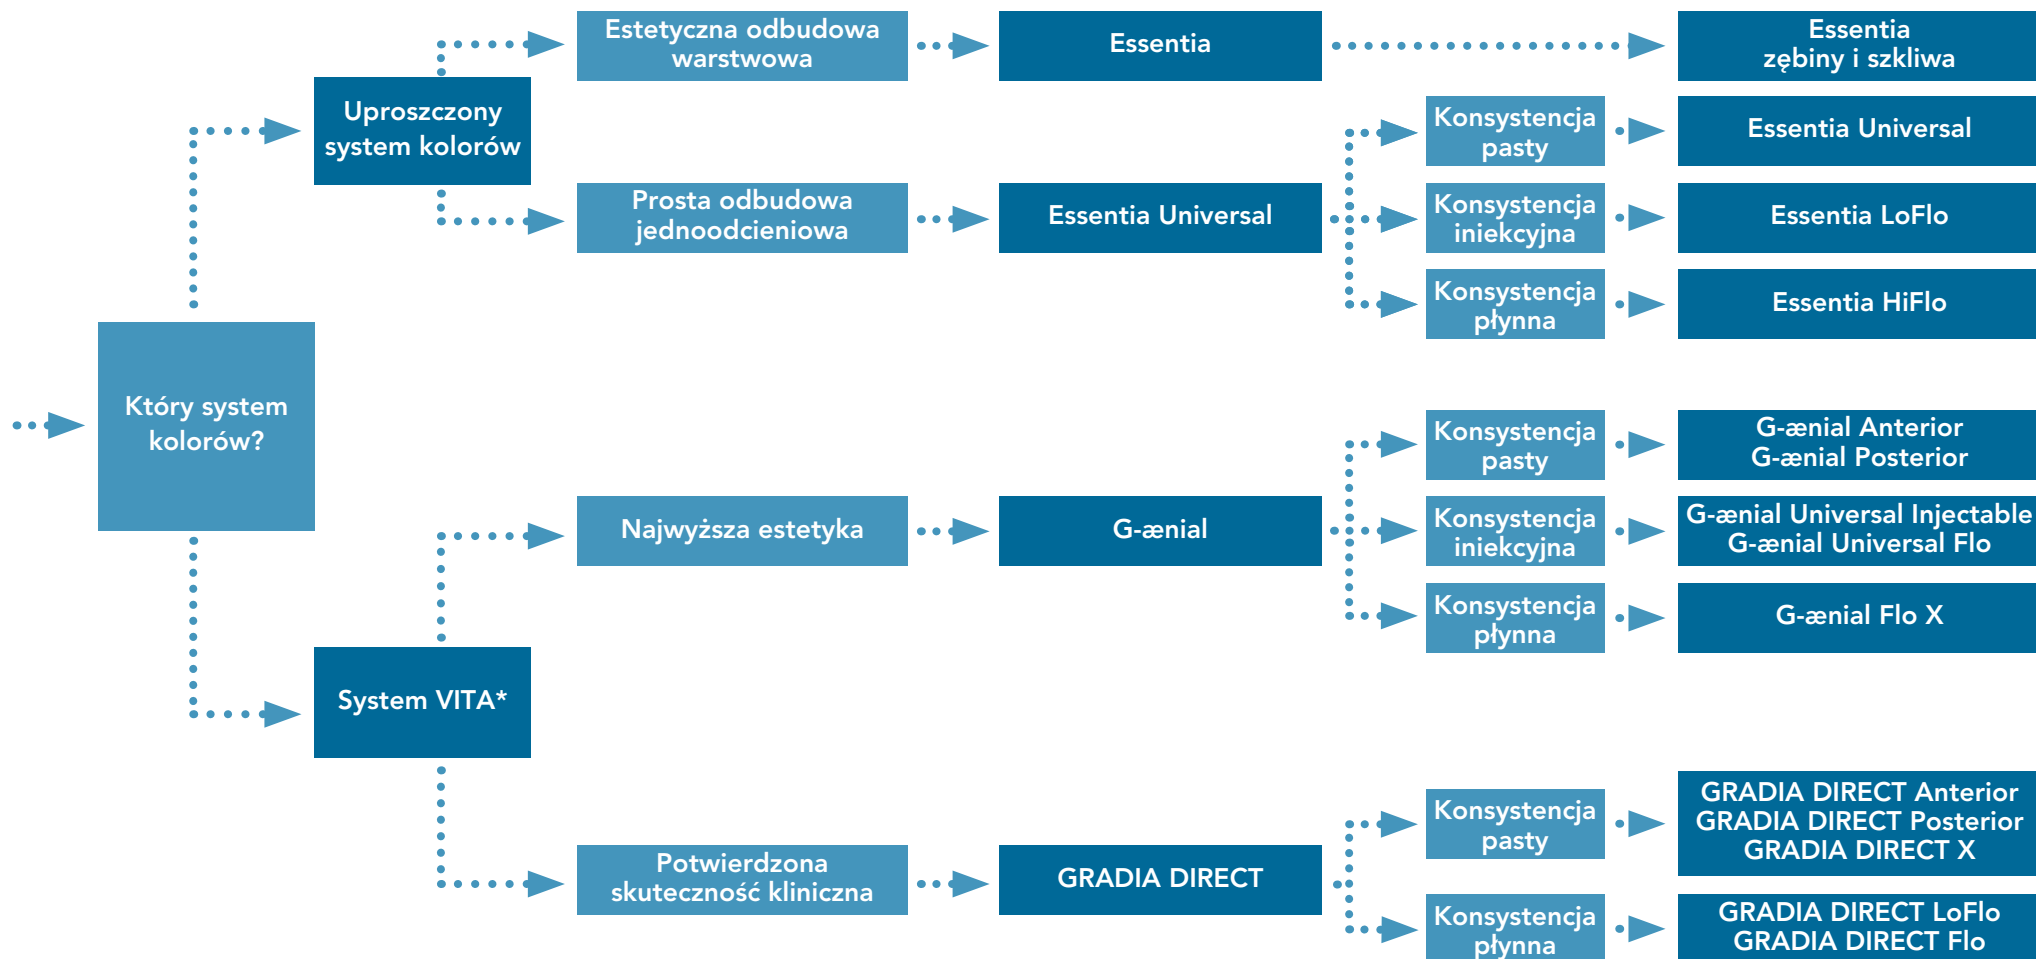 Który system
kolorów?
Uproszczony
system kolorów
Estetyczna odbudowa
warstwowa
Essentia
Essentia
zębiny i szkliwa
Prosta odbudowa
jednoodcieniowa
Essentia Universal
Konsystencja
pasty
Essentia Universal
Konsystencja
iniekcyjna
Essentia LoFlo
Konsystencja
płynna
Essentia HiFlo
System VITA*
Najwyższa estetyka
G-ænial
Konsystencja
pasty
G-ænial Anterior
G-ænial Posterior
Konsystencja
iniekcyjna
G-ænial Universal Injectable
G-ænial Universal Flo
Konsystencja
płynna
G-ænial Flo X
Potwierdzona
skuteczność kliniczna
GRADIA DIRECT
Konsystencja
pasty
GRADIA DIRECT Anterior
GRADIA DIRECT Posterior
GRADIA DIRECT X
Konsystencja
płynna
GRADIA DIRECT LoFlo
GRADIA DIRECT Flo